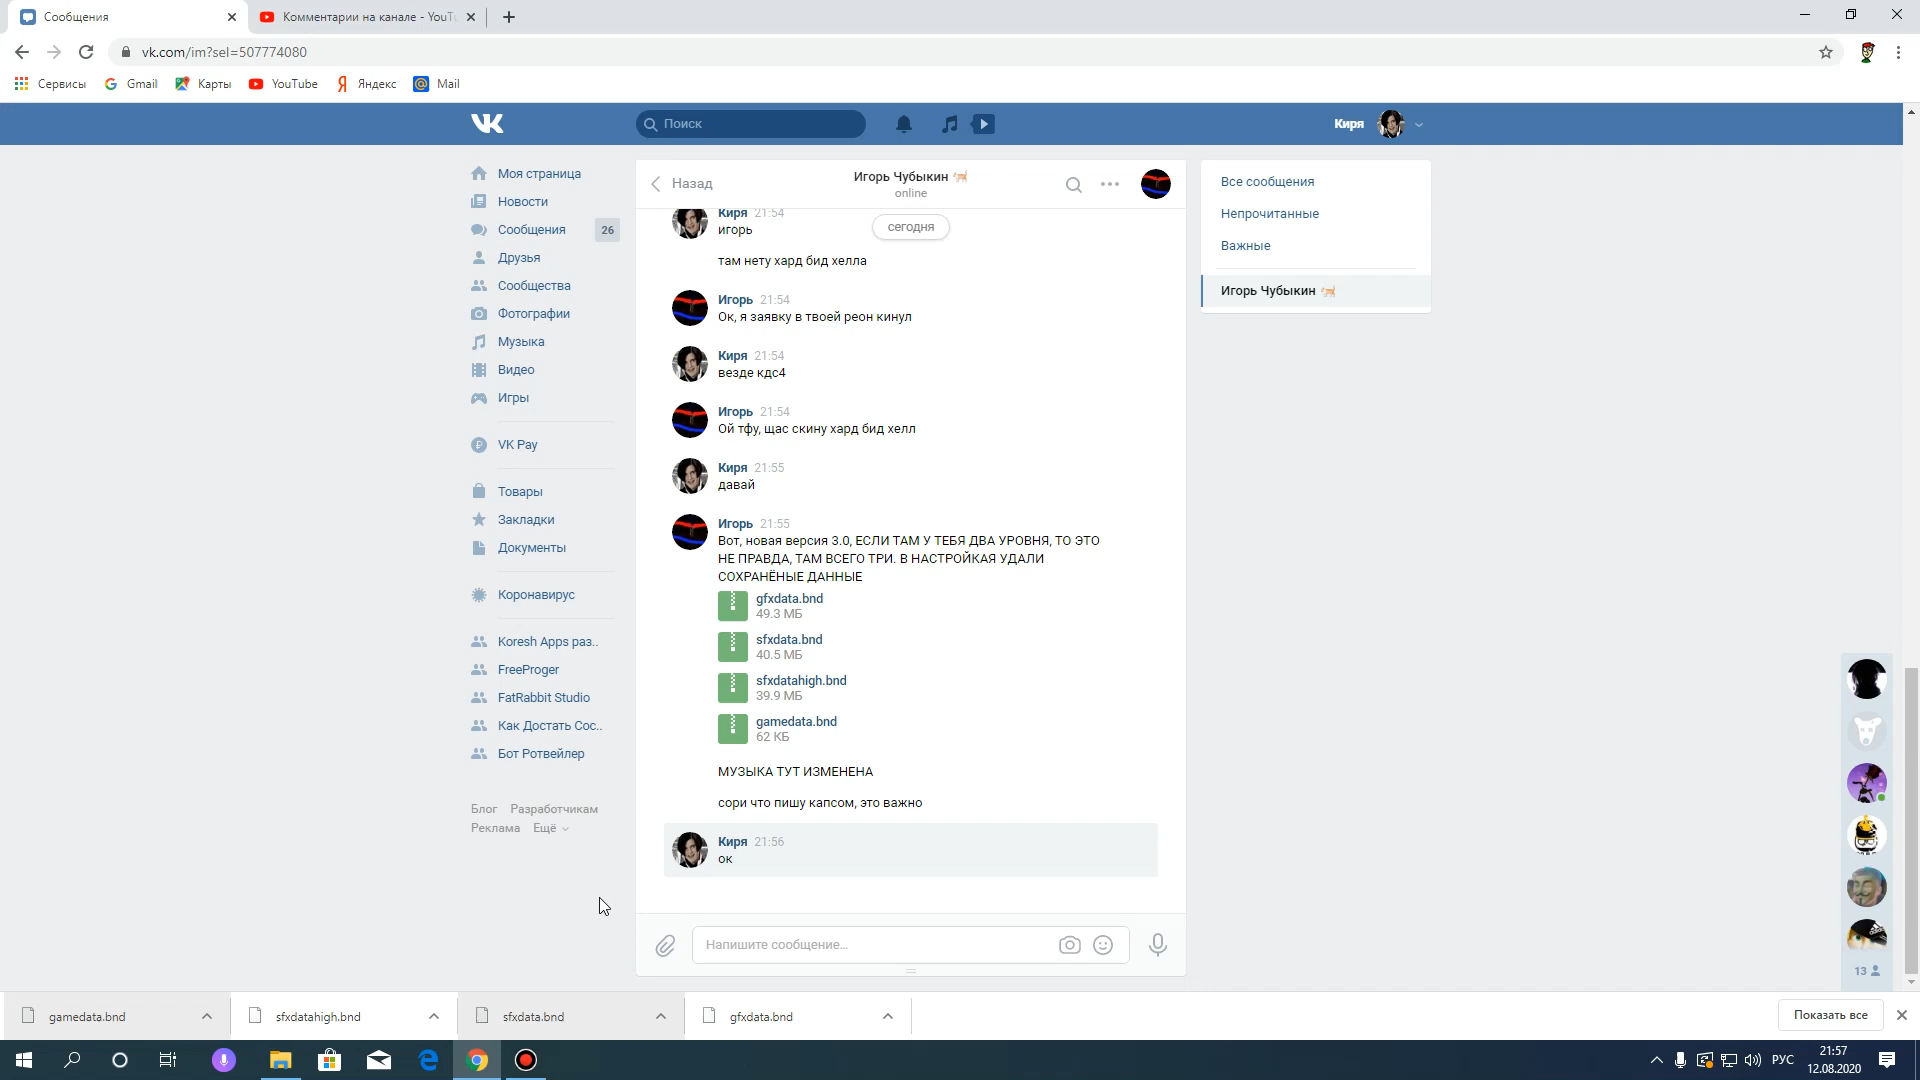 Сообщения
Комментарии на канале - YouTu
vk.com/im?sel=507774080
Сервисы
Gmail
Карты
YouTube
Яндекс
Mail
Поиск
Киря
Моя страница
Новости
Сообщения 26
Друзья
Сообщества
Фотографии
Музыка
Видео
Игры
VK Pay
Товары
Закладки
Документы
Коронавирус
Koresh Apps раз..
FreeProger
FatRabbit Studio
Как Достать Сос..
Бот Ротвейлер
Блог Разработчикам
Реклама Ещё
Назад
Игорь Чубыкин
online
Киря 21:54
игорь
сегодня
там нету хард бид хелла
Игорь 21:54
Ок, я заявку в твоей реон кинул
Киря 21:54
везде кдс4
Игорь 21:54
Ой тфу, щас скину хард бид хелл
Киря 21:55
давай
Игорь 21:55
Вот, новая версия 3.0, ЕСЛИ ТАМ У ТЕБЯ ДВА УРОВНЯ, ТО ЭТО
НЕ ПРАВДА, ТАМ ВСЕГО ТРИ. В НАСТРОЙКАЯ УДАЛИ
СОХРАНЁНЫЕ ДАННЫЕ
gfxdata.bnd
49.3 МБ
sfxdata.bnd
40.5 МБ
sfxdatahigh.bnd
39.9 МБ
gamedata.bnd
62 КБ
МУЗЫКА ТУТ ИЗМЕНЕНА
сори что пишу капсом, это важно
Киря 21:56
ок
Напишите сообщение...
Все сообщения
Непрочитанные
Важные
Игорь Чубыкин
13
gamedata.bnd
sfxdatahigh.bnd
sfxdata.bnd
gfxdata.bnd
Показать все
РУС
21:57
12.08.2020